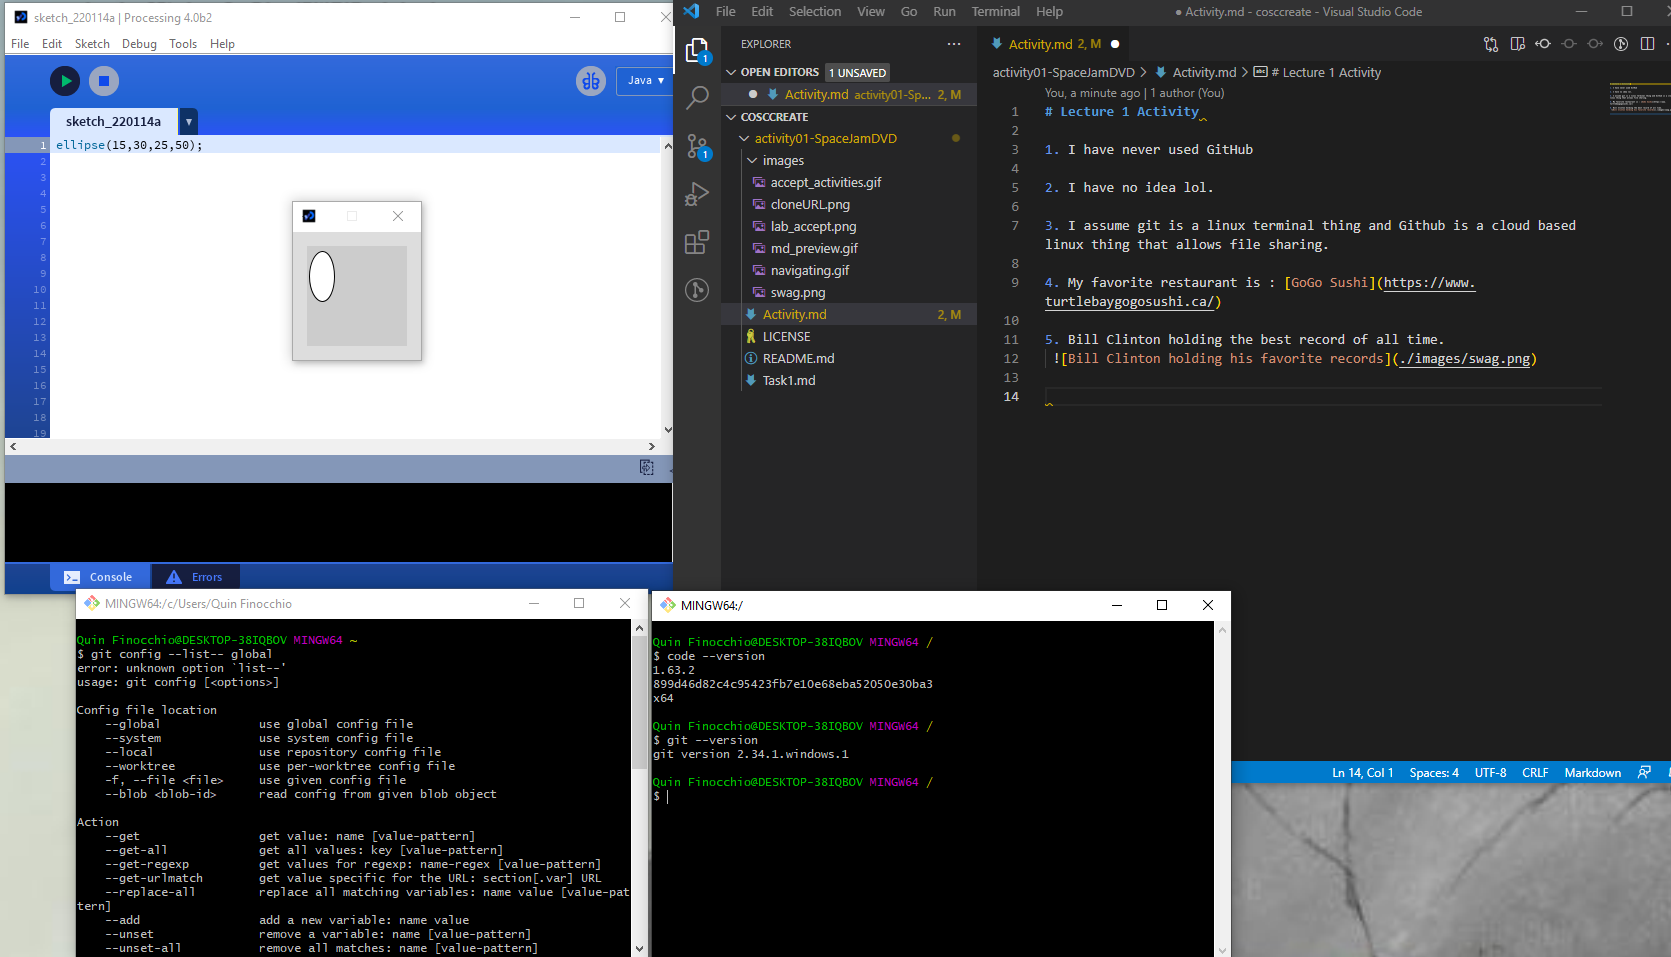 sketch_220114a | Processing 4.0b2
File Edit Sketch Debug Tools Help
Java ▾
sketch_220114a ▾
1 ellipse(15,30,25,50);
2
3
4
5
6
7
8
9
10
11
12
13
14
15
16
17
18
19
Console Errors
File Edit Selection View Go Run Terminal Help ● Activity.md - cosccreate - Visual Studio Code
1
1
EXPLORER ···
OPEN EDITORS 1 UNSAVED
● Activity.md activity01-Sp... 2, M
COSCCREATE
activity01-SpaceJamDVD
images
accept_activities.gif
cloneURL.png
lab_accept.png
md_preview.gif
navigating.gif
swag.png
Activity.md 2, M
LICENSE
README.md
Task1.md
Activity.md 2, M ●
activity01-SpaceJamDVD > Activity.md > abc # Lecture 1 Activity
You, a minute ago | 1 author (You)
1 # Lecture 1 Activity
2
3 1. I have never used GitHub
4
5 2. I have no idea lol.
6
7 3. I assume git is a linux terminal thing and Github is a cloud based
linux thing that allows file sharing.
8
9 4. My favorite restaurant is : [GoGo Sushi](https://www.
turtlebaygogosushi.ca/)
10
11 5. Bill Clinton holding the best record of all time.
12 ![Bill Clinton holding his favorite records](./images/swag.png)
13
14
Ln 14, Col 1 Spaces: 4 UTF-8 CRLF Markdown
MINGW64:/c/Users/Quin Finocchio
Quin Finocchio@DESKTOP-38IQBOV MINGW64 ~
$ git config --list-- global
error: unknown option `list--'
usage: git config [<options>]
Config file location
--global use global config file
--system use system config file
--local use repository config file
--worktree use per-worktree config file
-f, --file <file> use given config file
--blob <blob-id> read config from given blob object
Action
--get get value: name [value-pattern]
--get-all get all values: key [value-pattern]
--get-regexp get values for regexp: name-regex [value-pattern]
--get-urlmatch get value specific for the URL: section[.var] URL
--replace-all replace all matching variables: name value [value-pat
tern]
--add add a new variable: name value
--unset remove a variable: name [value-pattern]
--unset-all remove all matches: name [value-pattern]
MINGW64:/
Quin Finocchio@DESKTOP-38IQBOV MINGW64 /
$ code --version
1.63.2
899d46d82c4c95423fb7e10e68eba52050e30ba3
x64
Quin Finocchio@DESKTOP-38IQBOV MINGW64 /
$ git --version
git version 2.34.1.windows.1
Quin Finocchio@DESKTOP-38IQBOV MINGW64 /
$